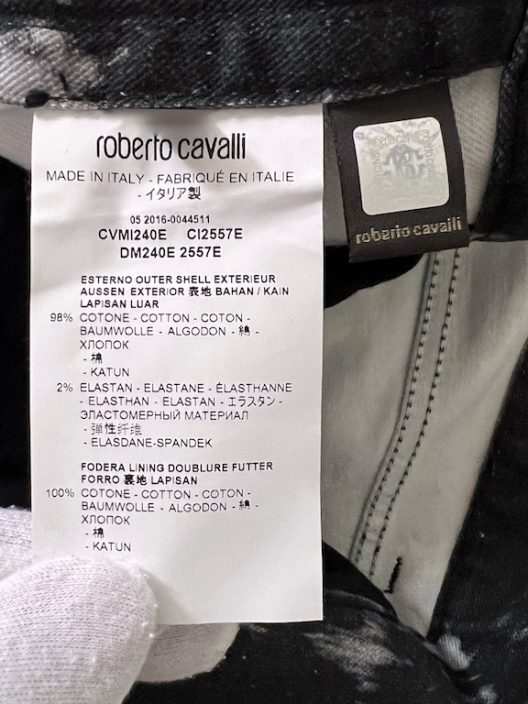 roberto cavalli
MADE IN ITALY - FABRIQUÉ EN ITALIE
- イタリア製
05 2016-0044511
CVMI240E CI2557E
DM240E 2557E
ESTERNO OUTER SHELL EXTERIEUR
AUSSEN EXTERIOR 表地 BAHAN / KAIN
LAPISAN LUAR
98% COTONE - COTTON - COTON -
BAUMWOLLE - ALGODON - 綿 -
ХЛОПОК
- 棉
- KATUN
2% ELASTAN - ELASTANE - ÉLASTHANNE
- ELASTHAN - ELASTAN - エラスタン -
ЭЛАСТОМЕРНЫЙ МАТЕРИАЛ
- 弹性纤维
- ELASDANE-SPANDEK
FODERA LINING DOUBLURE FUTTER
FORRO 裏地 LAPISAN
100% COTONE - COTTON - COTON -
BAUMWOLLE - ALGODON - 綿 -
ХЛОПОК
- 棉
- KATUN
roberto cavalli